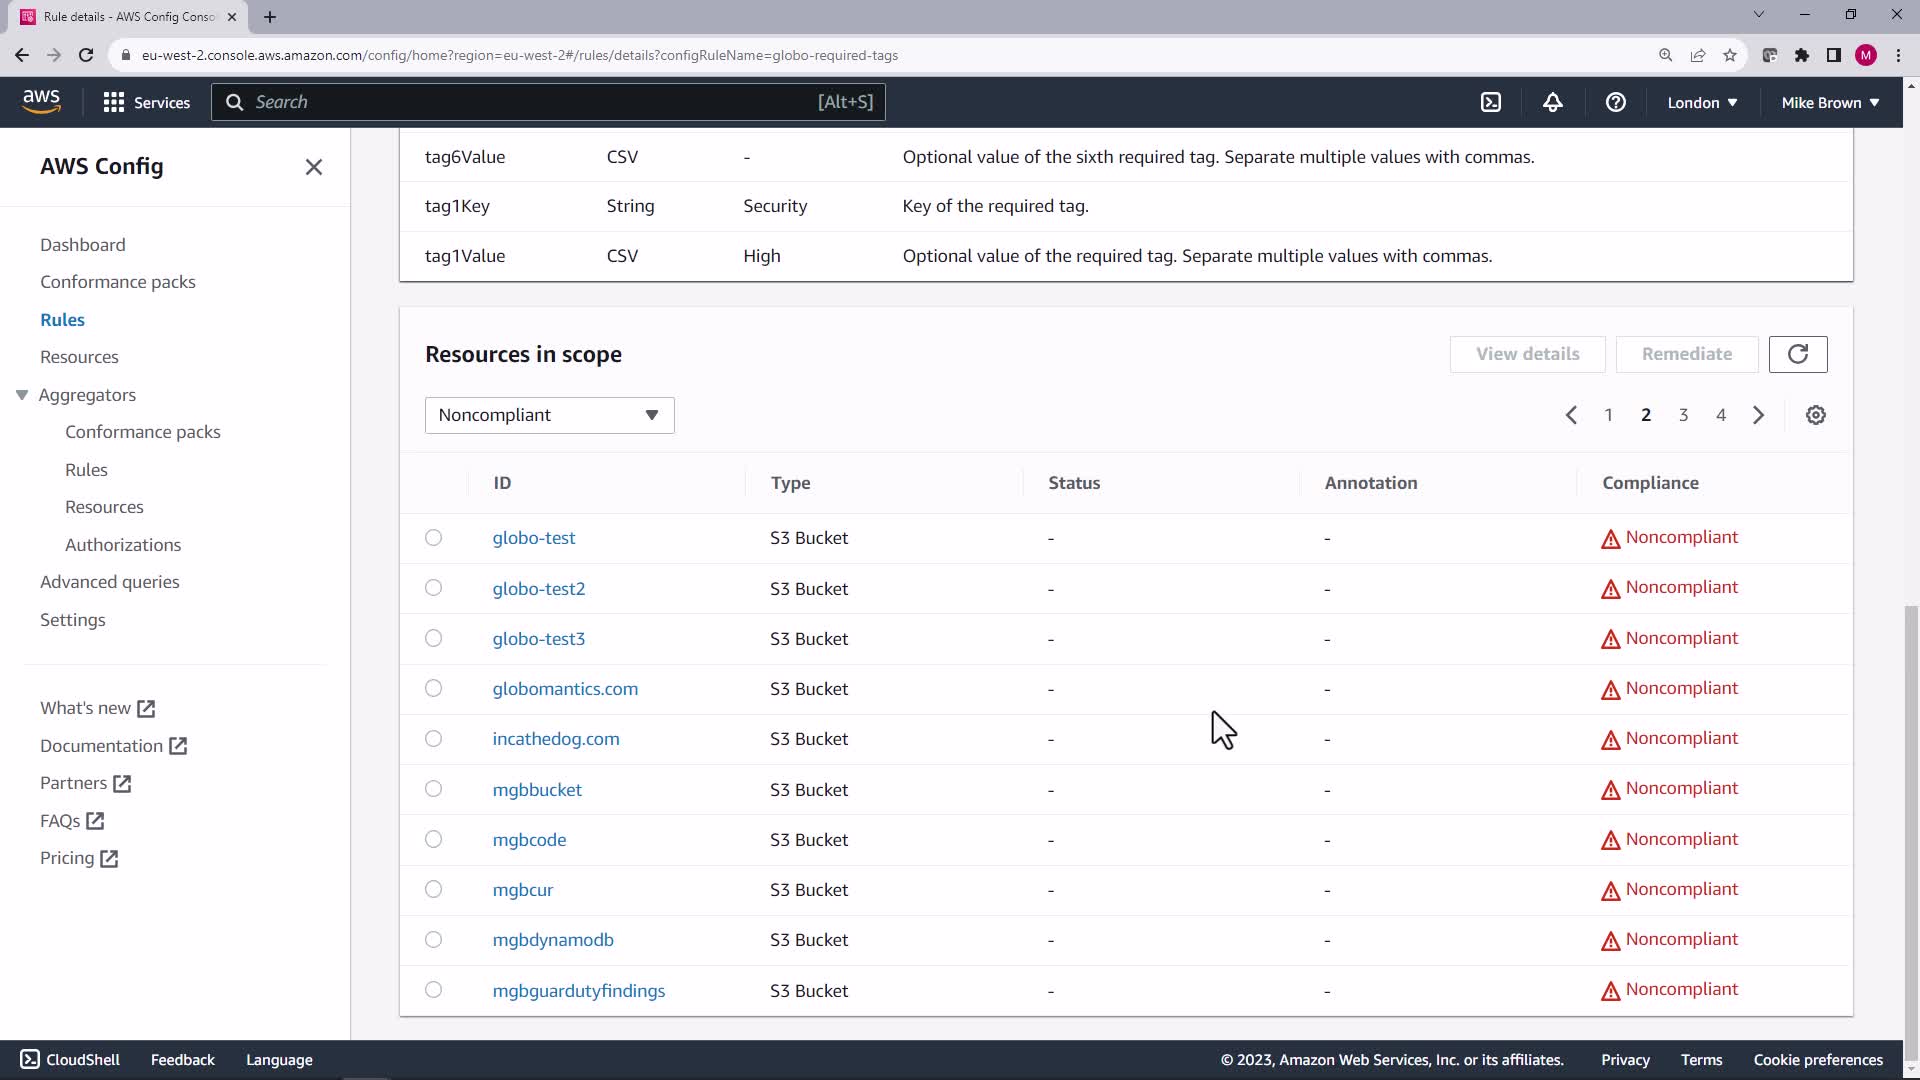 Rule details - AWS Config Conso
eu-west-2.console.aws.amazon.com/config/home?region=eu-west-2#/rules/details?configRuleName=globo-required-tags
M
aws
Services
Search
[Alt+S]
London
Mike Brown
AWS Config
Dashboard
Conformance packs
Rules
Resources
Aggregators
Conformance packs
Rules
Resources
Authorizations
Advanced queries
Settings
What's new
Documentation
Partners
FAQs
Pricing
tag6Value CSV - Optional value of the sixth required tag. Separate multiple values with commas.
tag1Key String Security Key of the required tag.
tag1Value CSV High Optional value of the required tag. Separate multiple values with commas.
Resources in scope
View details
Remediate
Noncompliant
1 2 3 4
ID Type Status Annotation Compliance
globo-test S3 Bucket - - Noncompliant
globo-test2 S3 Bucket - - Noncompliant
globo-test3 S3 Bucket - - Noncompliant
globomantics.com S3 Bucket - - Noncompliant
incathedog.com S3 Bucket - - Noncompliant
mgbbucket S3 Bucket - - Noncompliant
mgbcode S3 Bucket - - Noncompliant
mgbcur S3 Bucket - - Noncompliant
mgbdynamodb S3 Bucket - - Noncompliant
mgbguardutyfindings S3 Bucket - - Noncompliant
CloudShell Feedback Language © 2023, Amazon Web Services, Inc. or its affiliates. Privacy Terms Cookie preferences